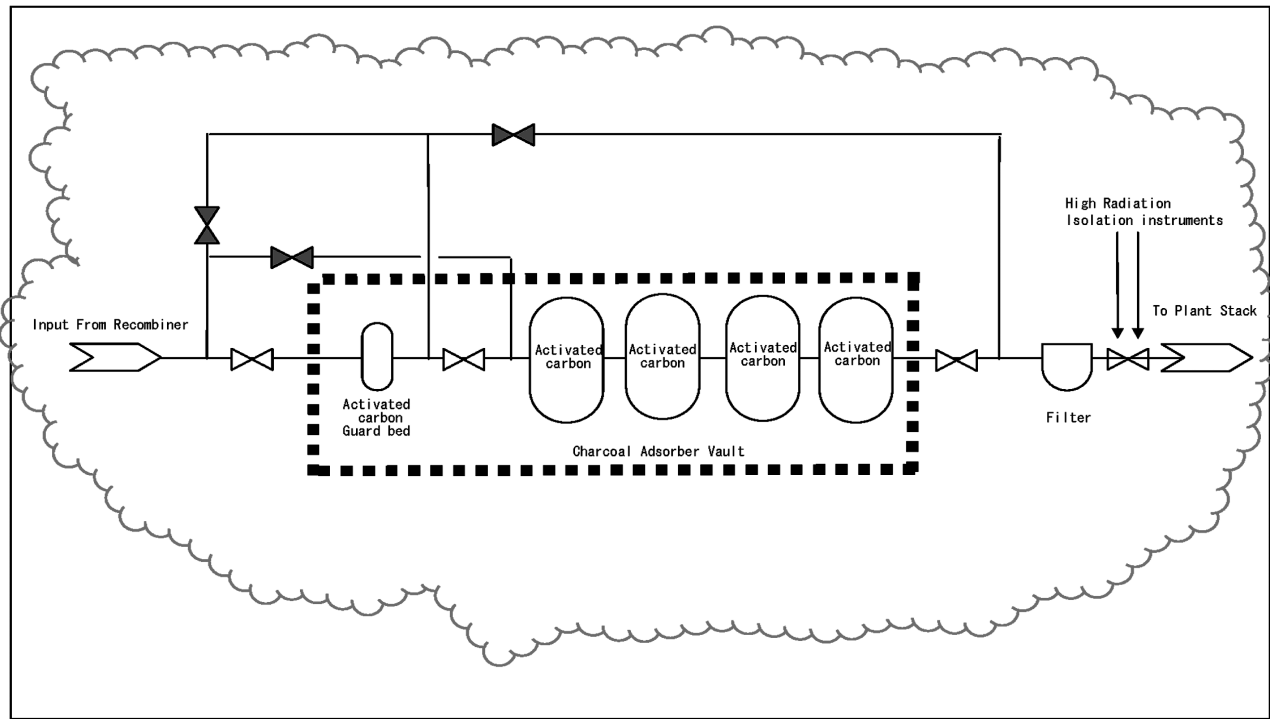 High Radiation
Isolation instruments
Input From Recombiner
To Plant Stack
Activated
carbon
Activated
carbon
Activated
carbon
Activated
carbon
Activated
carbon
Guard bed
Filter
Charcoal Adsorber Vault